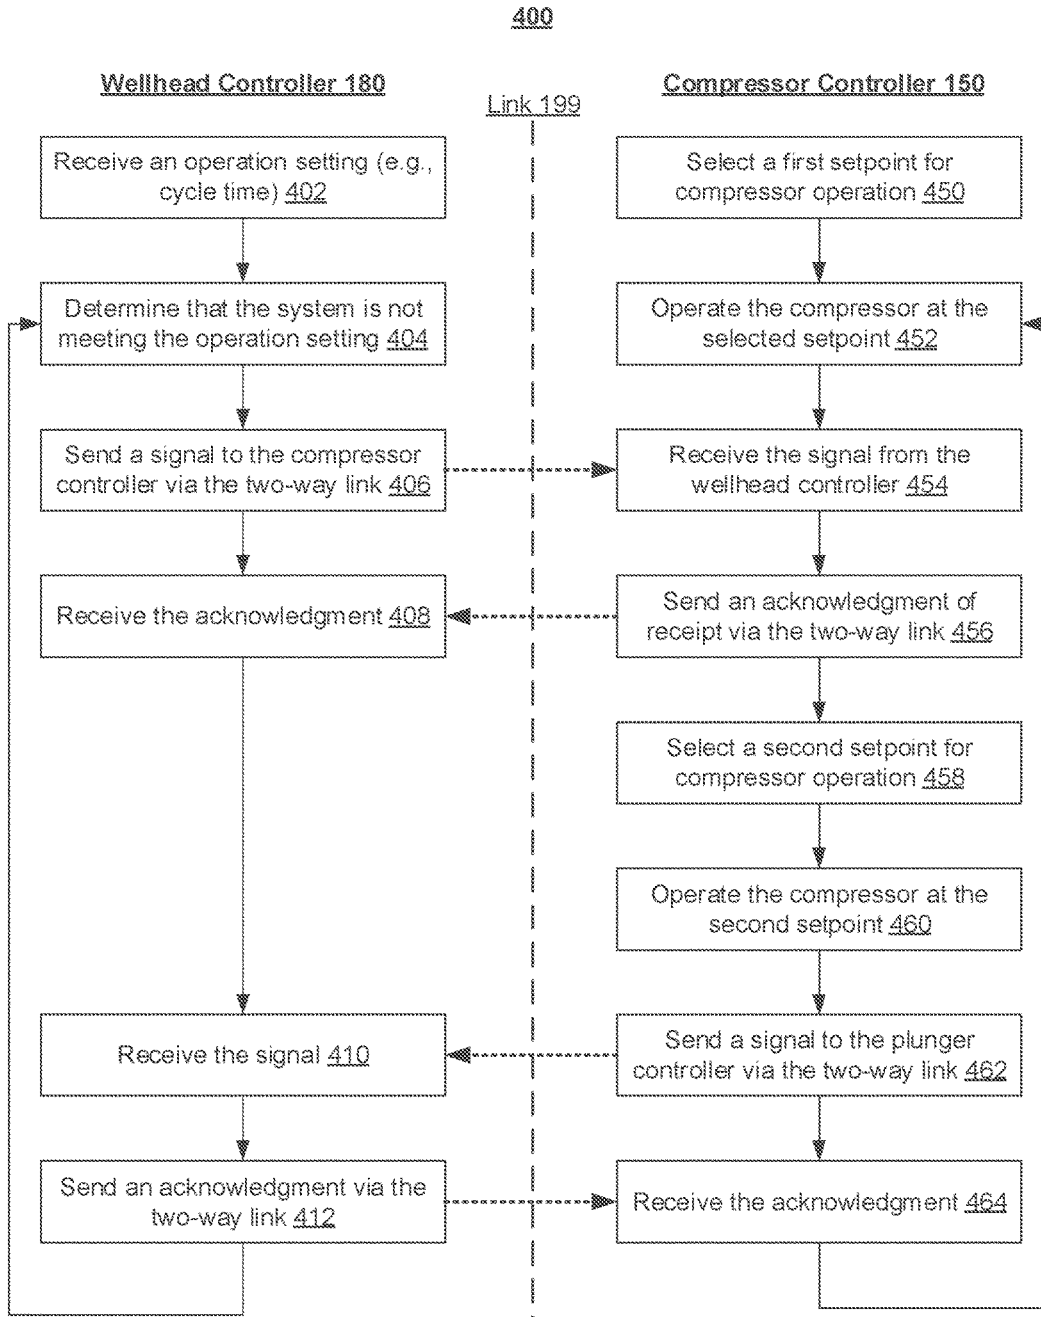 400
Wellhead Controller 180
Link 199
Compressor Controller 150
Receive an operation setting (e.g.,
cycle time) 402
Determine that the system is not
meeting the operation setting 404
Send a signal to the compressor
controller via the two-way link 406
Receive the acknowledgment 408
Receive the signal 410
Send an acknowledgment via the
two-way link 412
Select a first setpoint for
compressor operation 450
Operate the compressor at the
selected setpoint 452
Receive the signal from the
wellhead controller 454
Send an acknowledgment of
receipt via the two-way link 456
Select a second setpoint for
compressor operation 458
Operate the compressor at the
second setpoint 460
Send a signal to the plunger
controller via the two-way link 462
Receive the acknowledgment 464